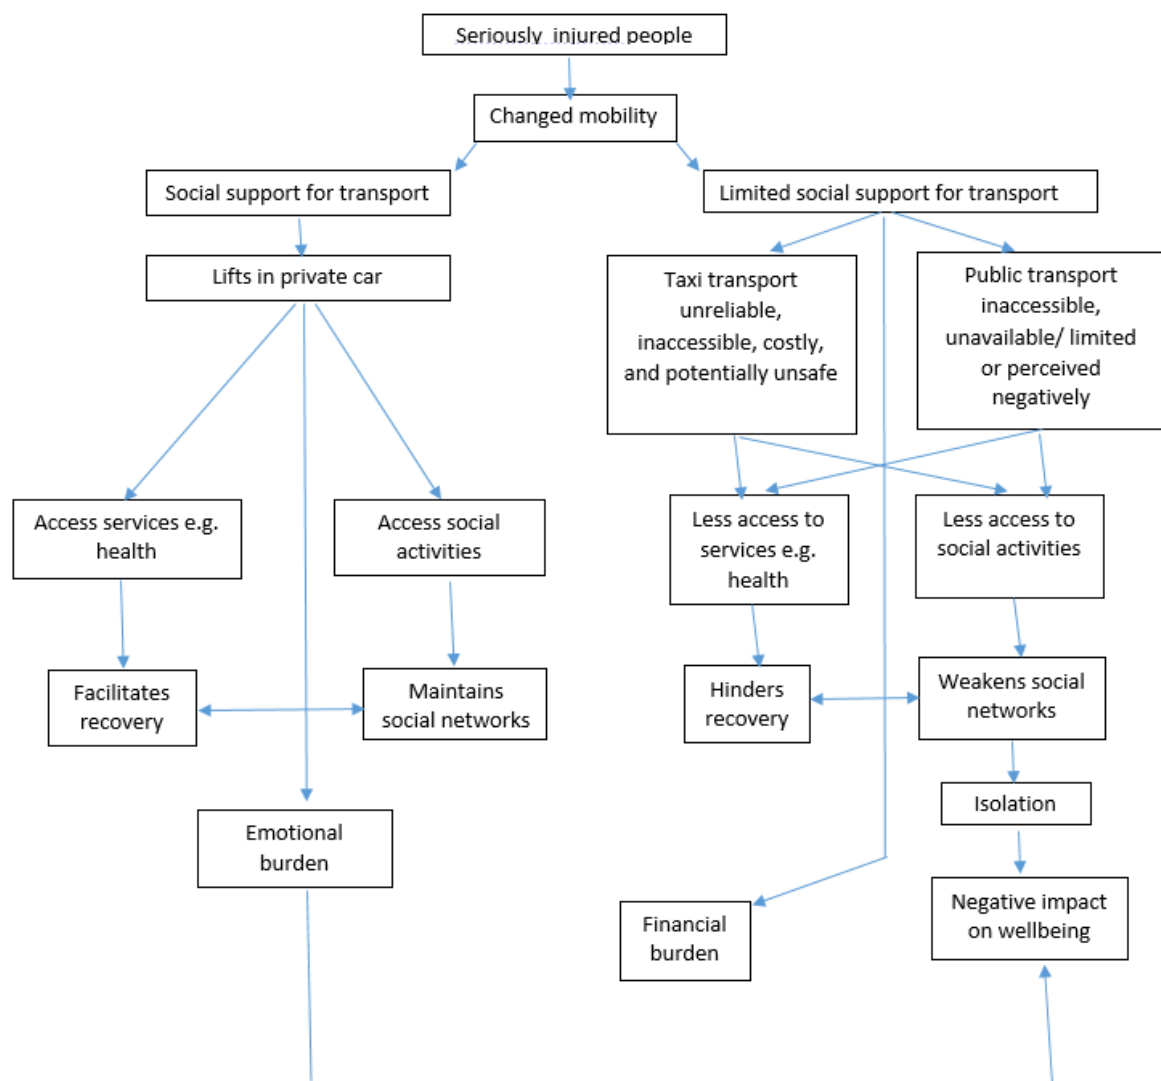 Seriously injured people
Changed mobility
Social support for transport
Limited social support for transport
Lifts in private car
Taxi transport
unreliable,
inaccessible, costly,
and potentially unsafe
Public transport
inaccessible,
unavailable/ limited
or perceived
negatively
Access services e.g.
health
Access social
activities
Less access to
services e.g.
health
Less access to
social activities
Facilitates
recovery
Maintains
social networks
Hinders
recovery
Weakens social
networks
Isolation
Emotional
burden
Financial
burden
Negative impact
on wellbeing